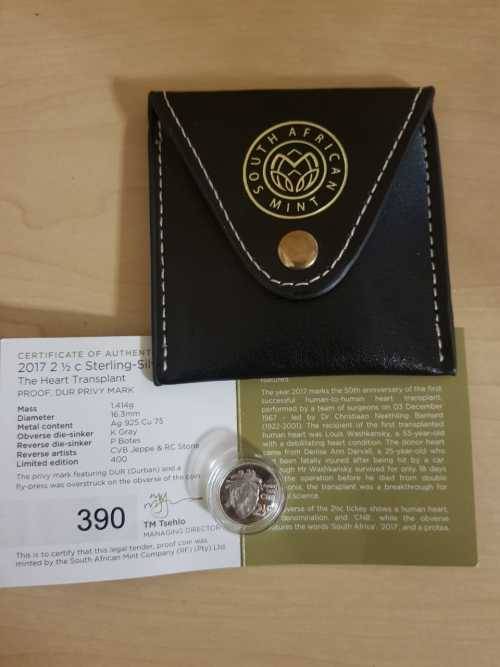 SOUTH AFRICAN MINT
CERTIFICATE OF AUTHENT
2017 2 ½ c Sterling-Sil
The Heart Transplant
PROOF, DUR PRIVY MARK
Mass 1.414g
Diameter 16.3mm
Metal content Ag 925 Cu 75
Obverse die-sinker K Gray
Reverse die-sinker P Botes
Reverse artists CVB Jeppe & RC Stone
Limited edition 400
The privy mark featuring DUR (Durban) and a
fly-press was overstruck on the obverse of the coin
390
TM Tsehlo
MANAGING DIRECTOR
This is to certify that this legal tender, proof coin was
minted by the South African Mint Company (RF) (Pty) Ltd.
featured
The year 2017 marks the 50th anniversary of the first
successful human-to-human heart transplant,
performed by a team of surgeons on 03 December
1967 - led by Dr Christiaan Neethling Barnard
(1922-2001). The recipient of the first transplanted
human heart was Louis Washkansky, a 53-year-old
with a debilitating heart condition. The donor heart
came from Denise Ann Darvall, a 25-year-old who
been fatally injured after being hit by a car
ugh Mr Washkansky survived for only 18 days
the operation before he died from double
onia, the transplant was a breakthrough for
al science.
verse of the 2½c tickey shows a human heart,
denomination and 'CNB', while the obverse
atures the words 'South Africa', '2017', and a protea.